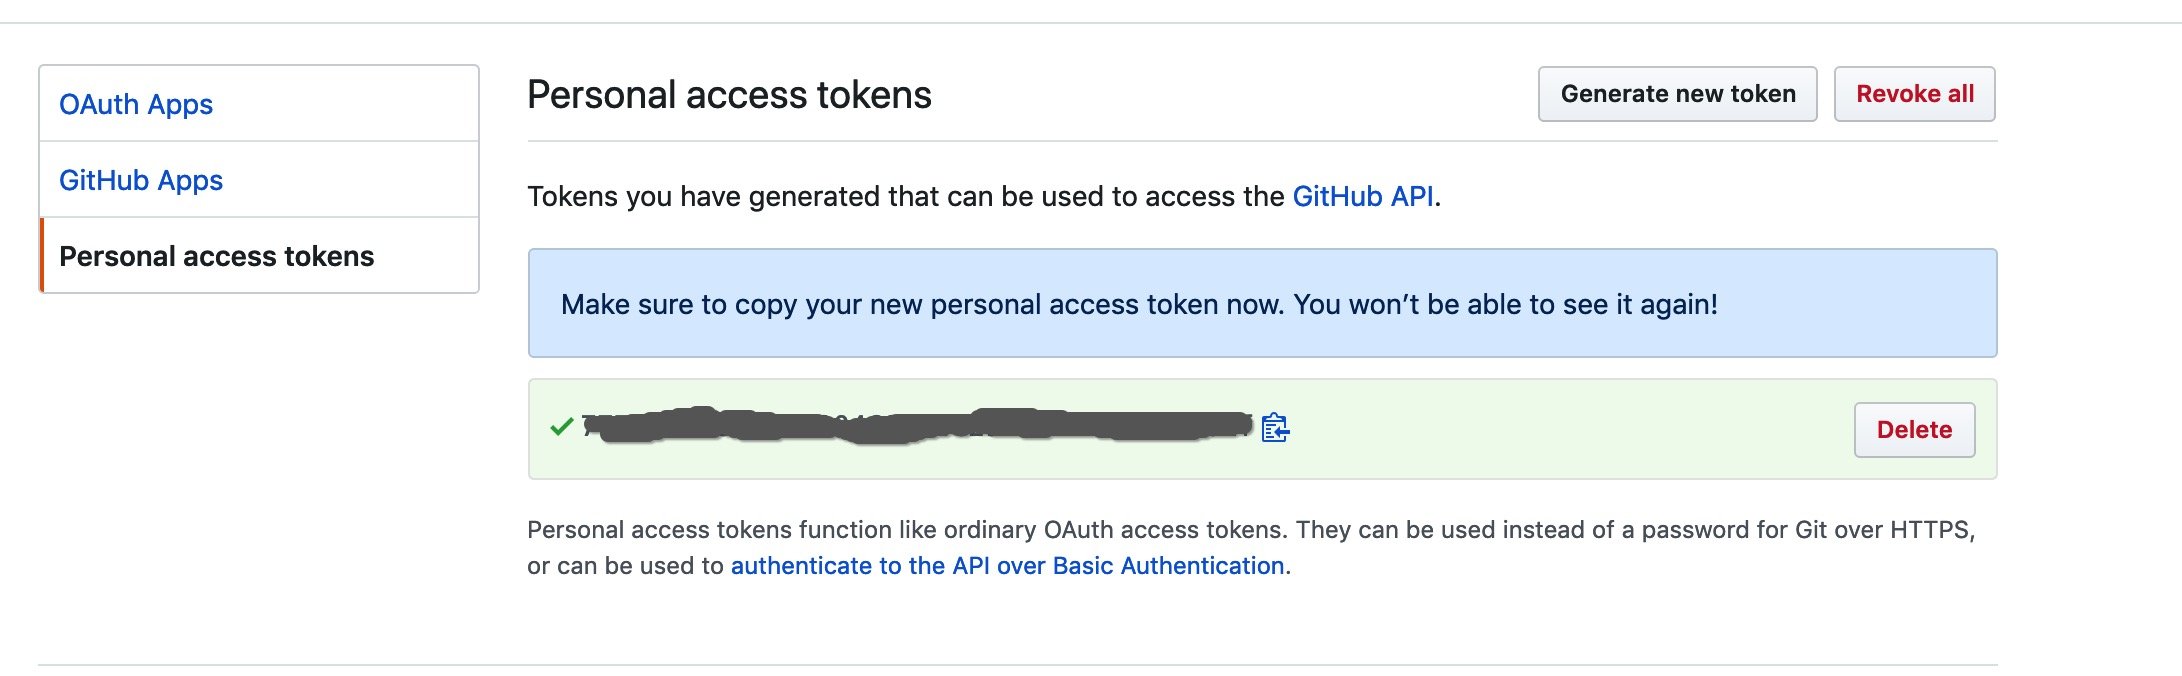 OAuth Apps
GitHub Apps
Personal access tokens
Personal access tokens
Generate new token
Revoke all
Tokens you have generated that can be used to access the GitHub API.
Make sure to copy your new personal access token now. You won’t be able to see it again!
Delete
Personal access tokens function like ordinary OAuth access tokens. They can be used instead of a password for Git over HTTPS,
or can be used to authenticate to the API over Basic Authentication.